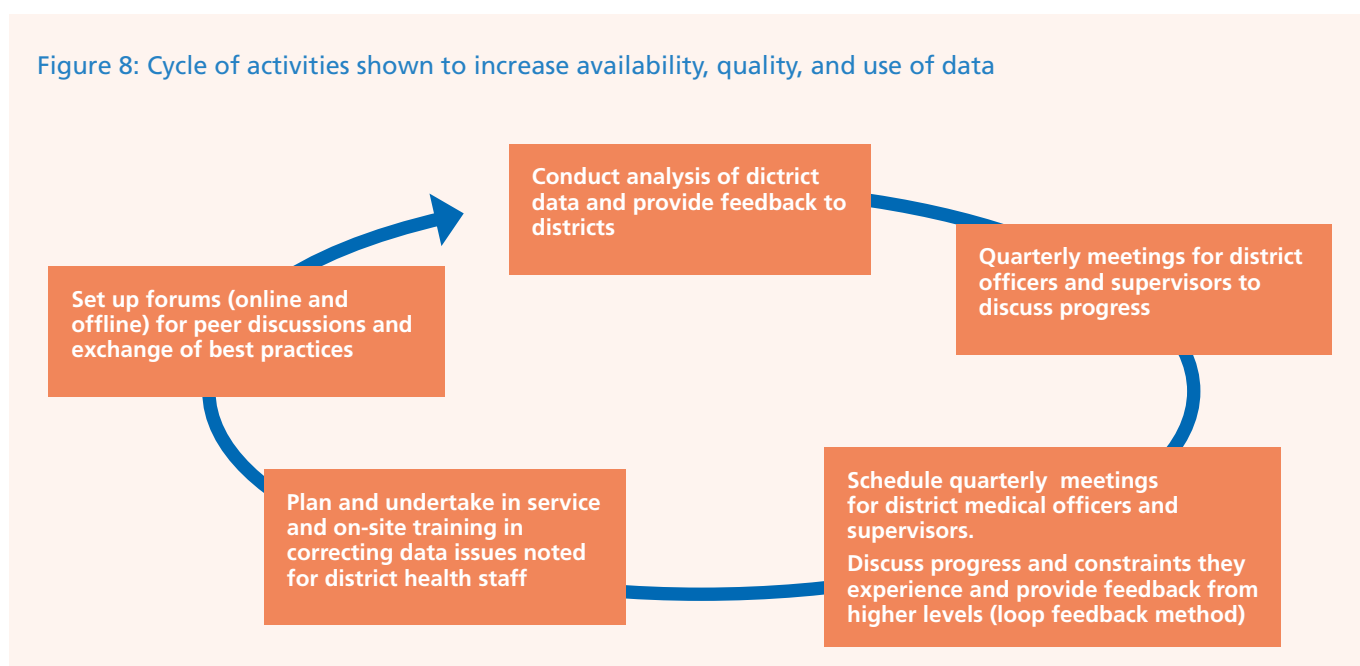 Figure 8: Cycle of activities shown to increase availability, quality, and use of data
Conduct analysis of dictrict
data and provide feedback to
districts
Quarterly meetings for district
officers and supervisors to
discuss progress
Schedule quarterly meetings
for district medical officers and
supervisors.
Discuss progress and constraints they
experience and provide feedback from
higher levels (loop feedback method)
Plan and undertake in service
and on-site training in
correcting data issues noted
for district health staff
Set up forums (online and
offline) for peer discussions and
exchange of best practices